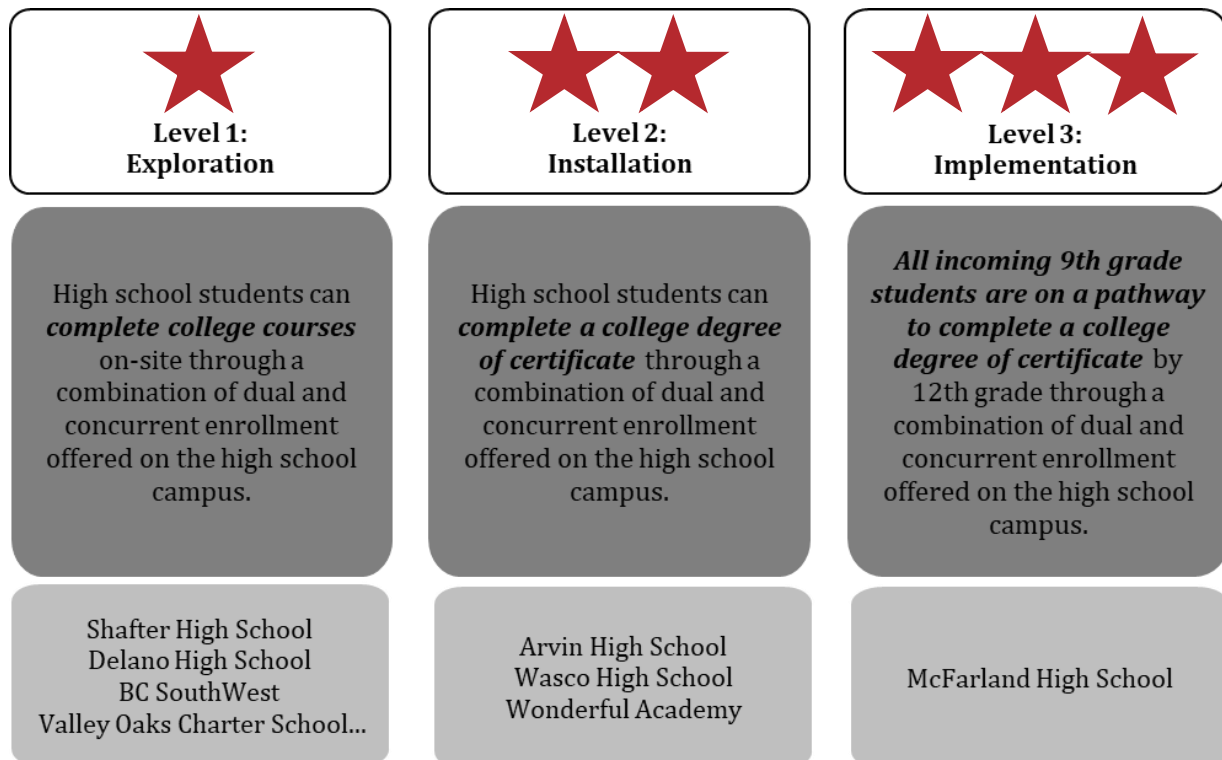 Level 1:
Exploration
High school students can
complete college courses
on-site through a
combination of dual and
concurrent enrollment
offered on the high school
campus.
Shafter High School
Delano High School
BC SouthWest
Valley Oaks Charter School...
Level 2:
Installation
High school students can
complete a college degree
of certificate through a
combination of dual and
concurrent enrollment
offered on the high school
campus.
Arvin High School
Wasco High School
Wonderful Academy
Level 3:
Implementation
All incoming 9th grade
students are on a pathway
to complete a college
degree of certificate by
12th grade through a
combination of dual and
concurrent enrollment
offered on the high school
campus.
McFarland High School